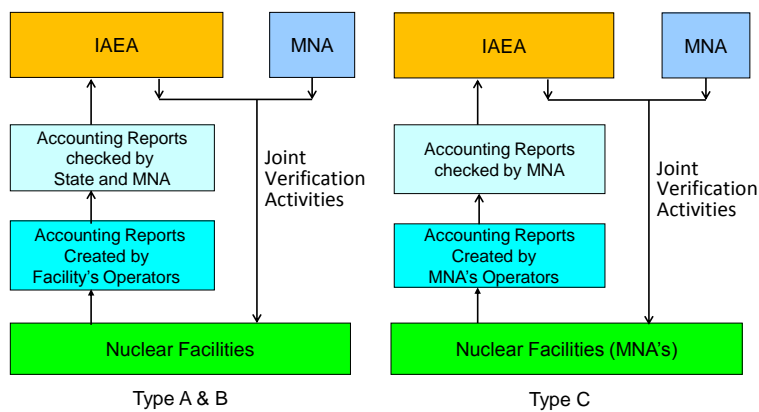 IAEA
MNA
Accounting Reports
checked by
State and MNA
Joint
Verification
Activities
Accounting Reports
Created by
Facility's Operators
Nuclear Facilities
Type A & B
IAEA
MNA
Accounting Reports
checked by MNA
Joint
Verification
Activities
Accounting Reports
Created by
MNA's Operators
Nuclear Facilities (MNA's)
Type C